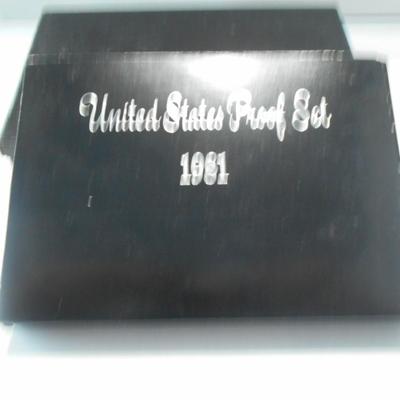 United States Proof Set
1981